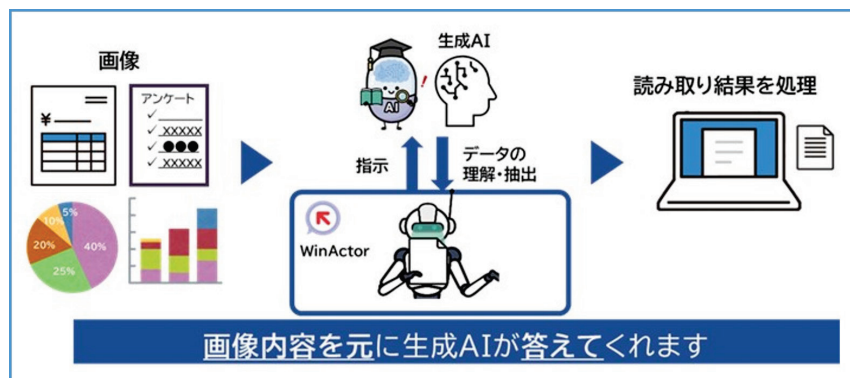 画像
¥
アンケート
✓
✓ XXXXX
✓ ●●●
✓ XXXXX
5%
10%
20%
40%
25%
生成AI
!
AI
指示
データの
理解・抽出
WinActor
読み取り結果を処理
画像内容を元に生成AIが答えてくれます